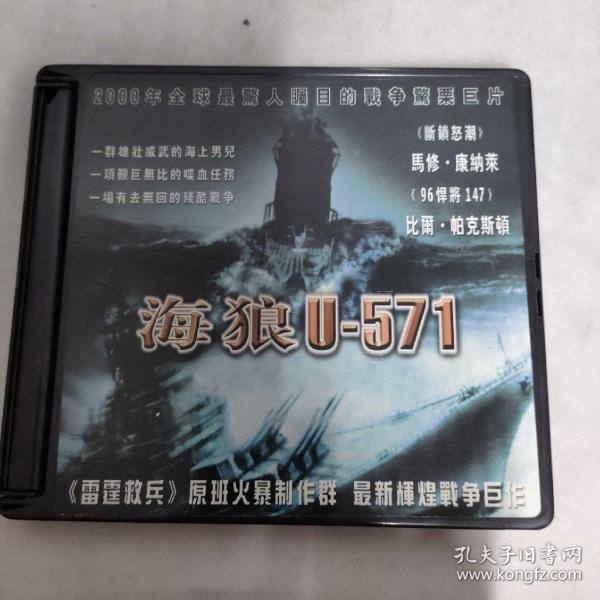 2000年全球最驚人矚目的戰爭驚栗巨片
一群雄壯威武的海上男兒
一項艱巨無比的喋血任務
一場有去無回的殘酷戰爭
《斷鎖怒潮》
馬修·康納萊
《96悍將147》
比爾·帕克斯頓
海狼U-571
《雷霆救兵》原班火暴制作群 最新輝煌戰爭巨作
孔夫子旧书网
www.kongfz.com